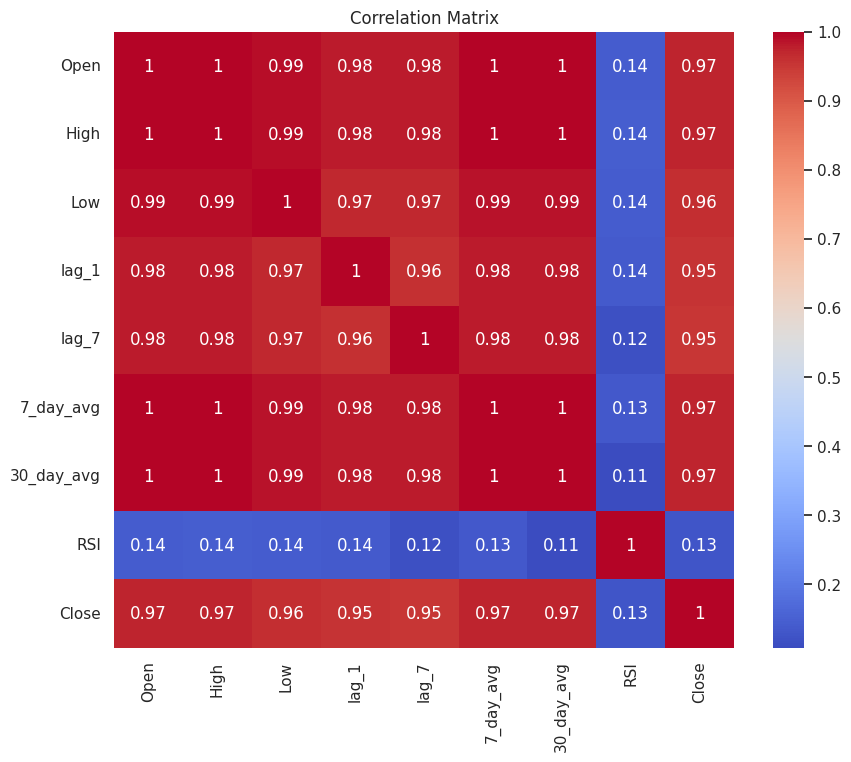 Correlation Matrix
Open 1 1 0.99 0.98 0.98 1 1 0.14 0.97
High 1 1 0.99 0.98 0.98 1 1 0.14 0.97
Low 0.99 0.99 1 0.97 0.97 0.99 0.99 0.14 0.96
lag_1 0.98 0.98 0.97 1 0.96 0.98 0.98 0.14 0.95
lag_7 0.98 0.98 0.97 0.96 1 0.98 0.98 0.12 0.95
7_day_avg 1 1 0.99 0.98 0.98 1 1 0.13 0.97
30_day_avg 1 1 0.99 0.98 0.98 1 1 0.11 0.97
RSI 0.14 0.14 0.14 0.14 0.12 0.13 0.11 1 0.13
Close 0.97 0.97 0.96 0.95 0.95 0.97 0.97 0.13 1
Open High Low lag_1 lag_7 7_day_avg 30_day_avg RSI Close
1.0
0.9
0.8
0.7
0.6
0.5
0.4
0.3
0.2